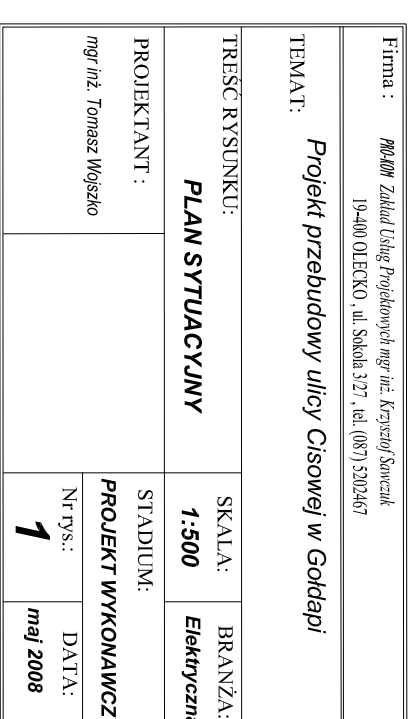 Firma : PRO-KOM Zakład Usług Projektowych mgr inż. Krzysztof Sawczuk
19-400 OLECKO , ul. Sokola 3/27 , tel. (087) 5202467
TEMAT: Projekt przebudowy ulicy Cisowej w Gołdapi
TREŚĆ RYSUNKU:
PLAN SYTUACYJNY
SKALA:
1:500
BRANŻA:
Elektryczna
PROJEKTANT :
mgr inż. Tomasz Wojszko
STADIUM:
PROJEKT WYKONAWCZ
Nr rys.:
1
DATA:
maj 2008